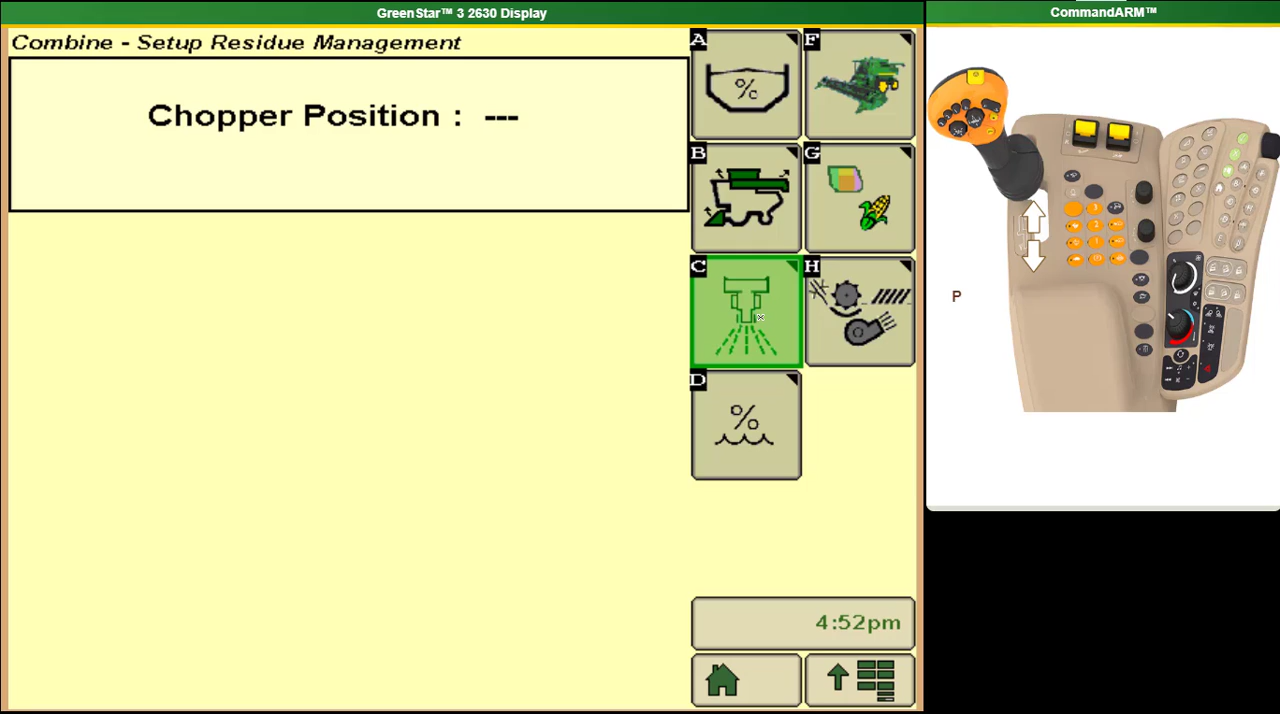 GreenStar™ 3 2630 Display
CommandARM™
Combine - Setup Residue Management
Chopper Position : ---
A
%
F
B
G
C
H
D
%
P
4:52pm